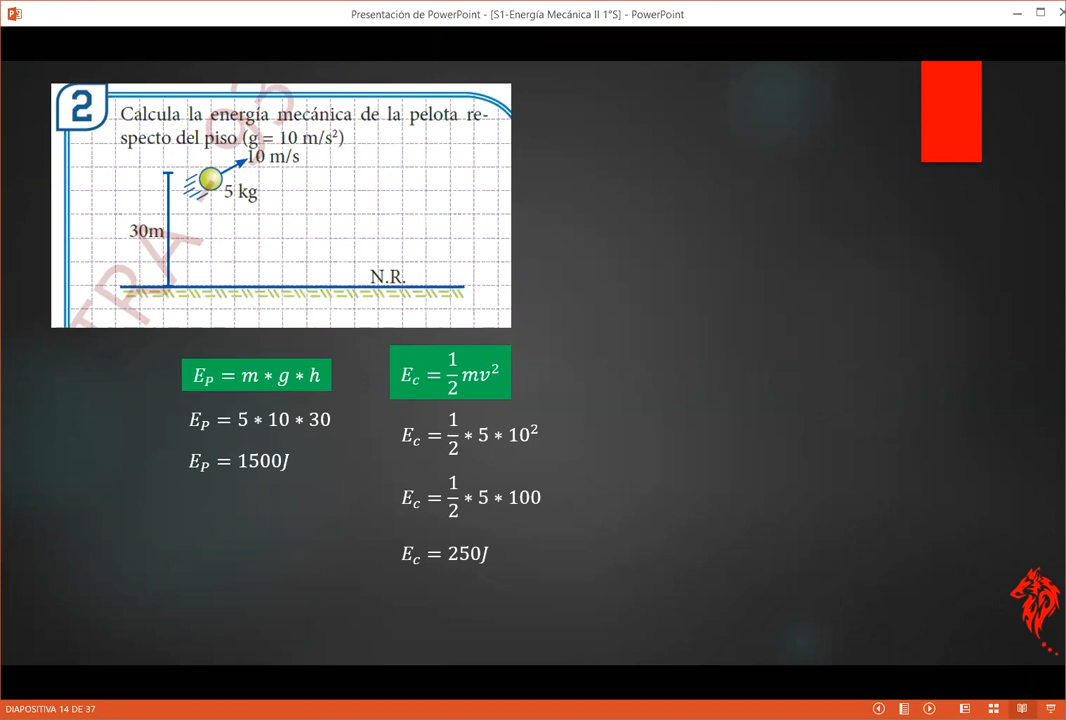 Presentación de PowerPoint - [S1-Energía Mecánica II 1°S] - PowerPoint
2
Calcula la energía mecánica de la pelota re-
specto del piso (g = 10 m/s²)
10 m/s
5 kg
30m
N.R.
E_P = m * g * h
E_P = 5 * 10 * 30
E_P = 1500J
E_c = 1/2 mv²
E_c = 1/2 * 5 * 10²
E_c = 1/2 * 5 * 100
E_c = 250J
DIAPOSITIVA 14 DE 37